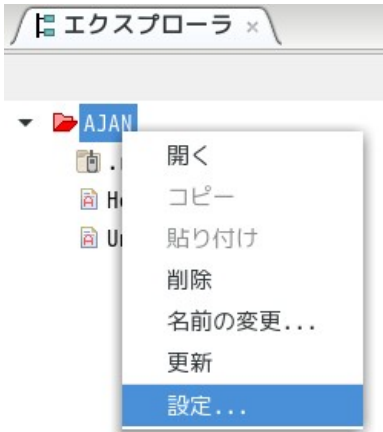 エクスプローラ
AJAN
開く
コピー
貼り付け
削除
名前の変更...
更新
設定...